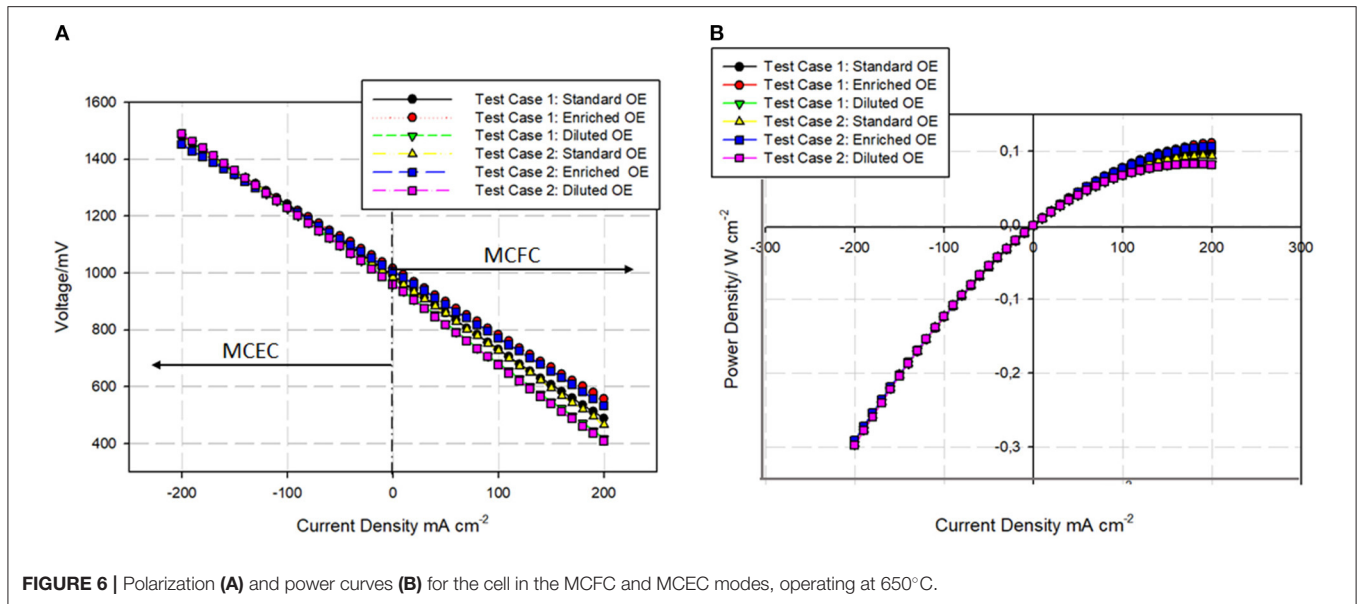 A
Test Case 1: Standard OE
Test Case 1: Enriched OE
Test Case 1: Diluted OE
Test Case 2: Standard OE
Test Case 2: Enriched OE
Test Case 2: Diluted OE
1600
1400
1200
1000
800
600
400
Voltage/mV
MCFC
MCEC
-200
-100
0
100
200
Current Density mA cm-2
B
Test Case 1: Standard OE
Test Case 1: Enriched OE
Test Case 1: Diluted OE
Test Case 2: Standard OE
Test Case 2: Enriched OE
Test Case 2: Diluted OE
0,1
0,0
-300
-200
-100
0
100
200
300
-0,1
-0,2
-0,3
Power Density/ W cm-2
Current Density mA cm-2
FIGURE 6 | Polarization (A) and power curves (B) for the cell in the MCFC and MCEC modes, operating at 650°C.